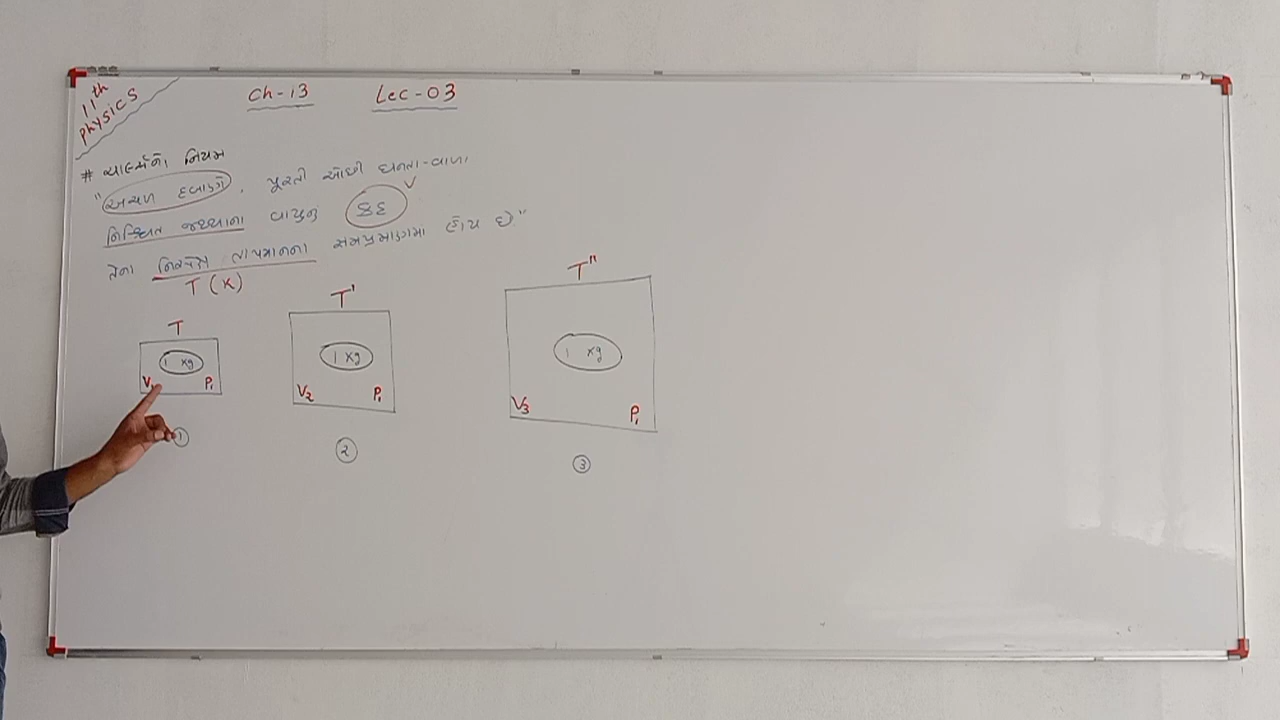 11th
Physics
Ch-13 Lec-03
# ચાર્લ્સનો નિયમ
"અચળ દબાણે, પૂરતી ઓછી ઘનતા-વાળા
V
નિશ્ચિત જથ્થાના વાયુનું કદ
તેના નિરપેક્ષ તાપમાનના સમપ્રમાણમાં હોય છે"
T(K)
T T' T"
1 kg 1 kg 1 kg
V₁ P₁ V₂ P₁ V₃ P₁
1 2 3